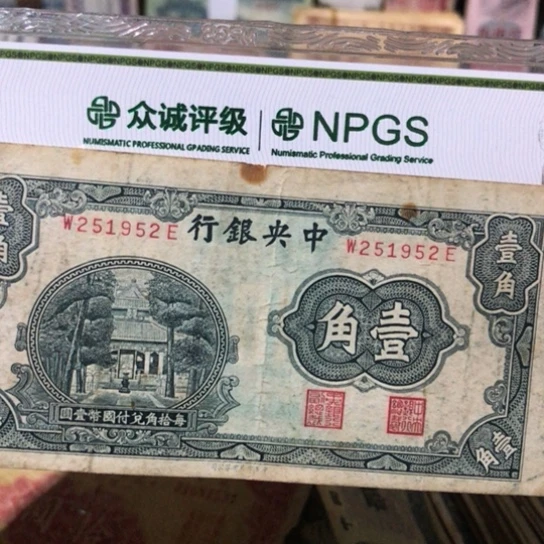 众诚评级 NPGS
NUMISMATIC PROFESSIONAL GRADING SERVICE Numismatic Professional Grading Service
行銀央中
W251952E W251952E
壹角
壹角
角壹
圓壹幣國付兌角拾每
壹角